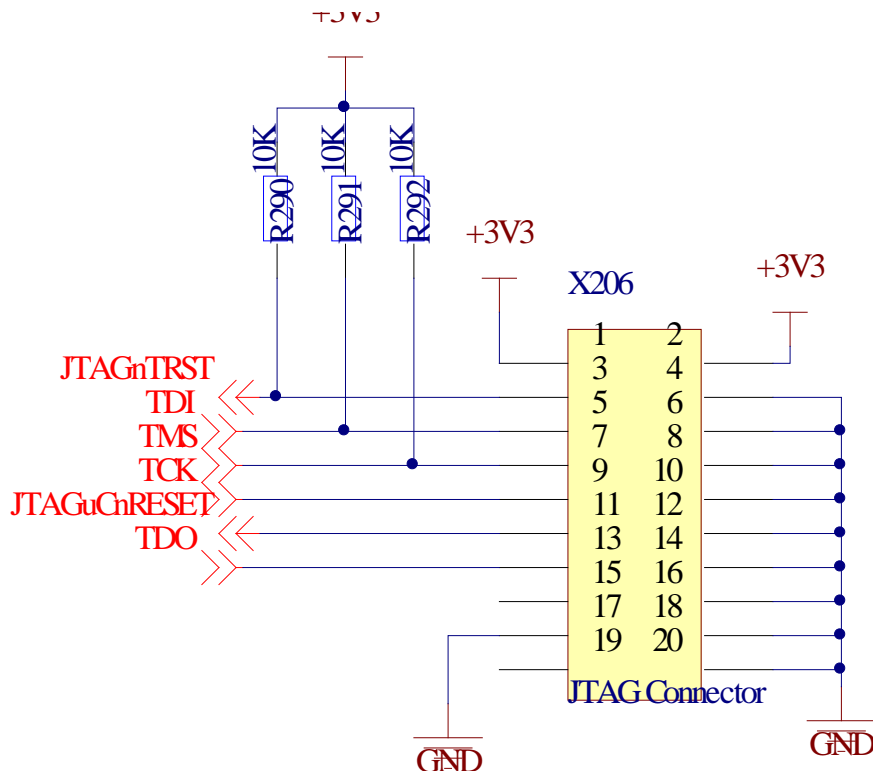 +3V3
10K
10K
10K
R290
R291
R292
+3V3
+3V3
X206
1 2
JTAGnTRST
3 4
TDI
5 6
TMS
7 8
TCK
9 10
JTAGuCnRESET
11 12
TDO
13 14
15 16
17 18
19 20
JTAG Connector
GND
GND